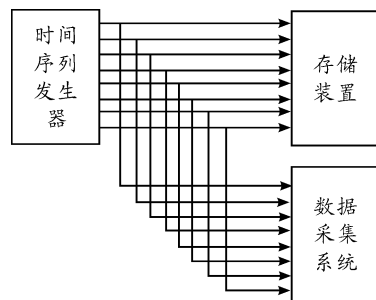 时间
序列
发生
器
存储
装置
数据
采集
系统